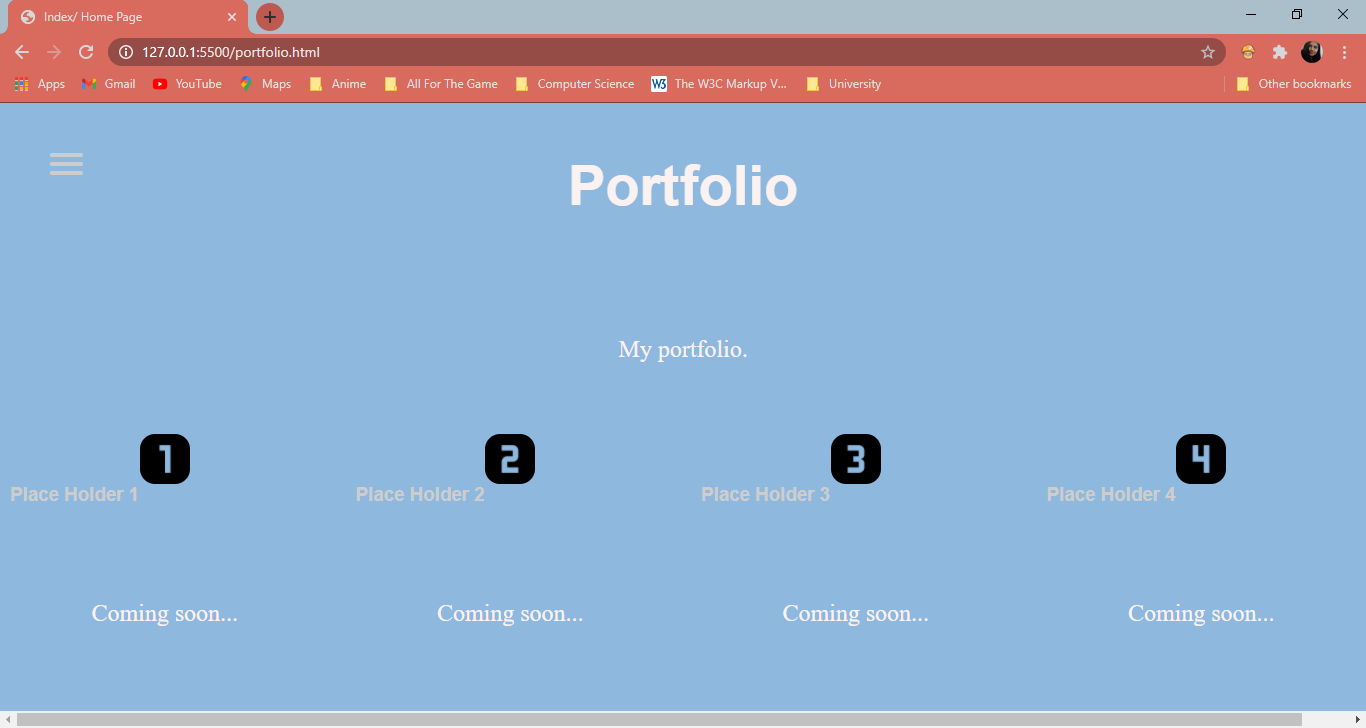 Index/ Home Page
127.0.0.1:5500/portfolio.html
Apps Gmail YouTube Maps Anime All For The Game Computer Science W3 The W3C Markup V... University Other bookmarks
Portfolio
My portfolio.
1 2 3 4
Place Holder 1 Place Holder 2 Place Holder 3 Place Holder 4
Coming soon... Coming soon... Coming soon... Coming soon...